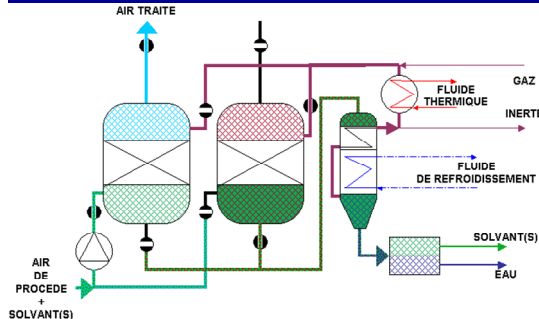 AIR TRAITE
GAZ
FLUIDE
THERMIQUE
INERTE
FLUIDE
DE REFROIDISSEMENT
SOLVANT(S)
EAU
AIR
DE
PROCEDE
+
SOLVANT(S)